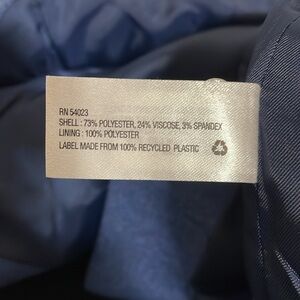 RN 54023
SHELL : 73% POLYESTER, 24% VISCOSE, 3% SPANDEX
LINING : 100% POLYESTER
LABEL MADE FROM 100% RECYCLED PLASTIC